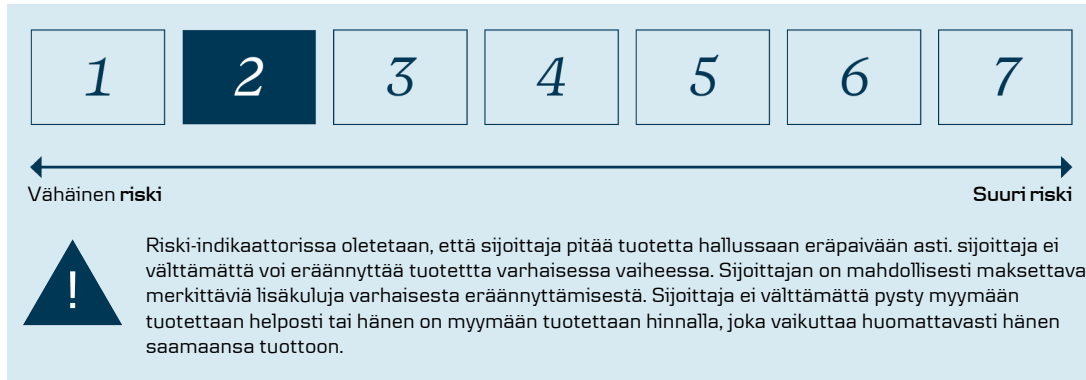 1 2 3 4 5 6 7
Vähäinen riski Suuri riski
!
Riski-indikaattorissa oletetaan, että sijoittaja pitää tuotetta hallussaan eräpaivään asti. sijoittaja ei
välttämättä voi eräännyttää tuotettta varhaisessa vaiheessa. Sijoittajan on mahdollisesti maksettava
merkittäviä lisäkuluja varhaisesta eräännyttämisestä. Sijoittaja ei välttämättä pysty myymään
tuotettaan helposti tai hänen on myymään tuotettaan hinnalla, joka vaikuttaa huomattavasti hänen
saamaansa tuottoon.